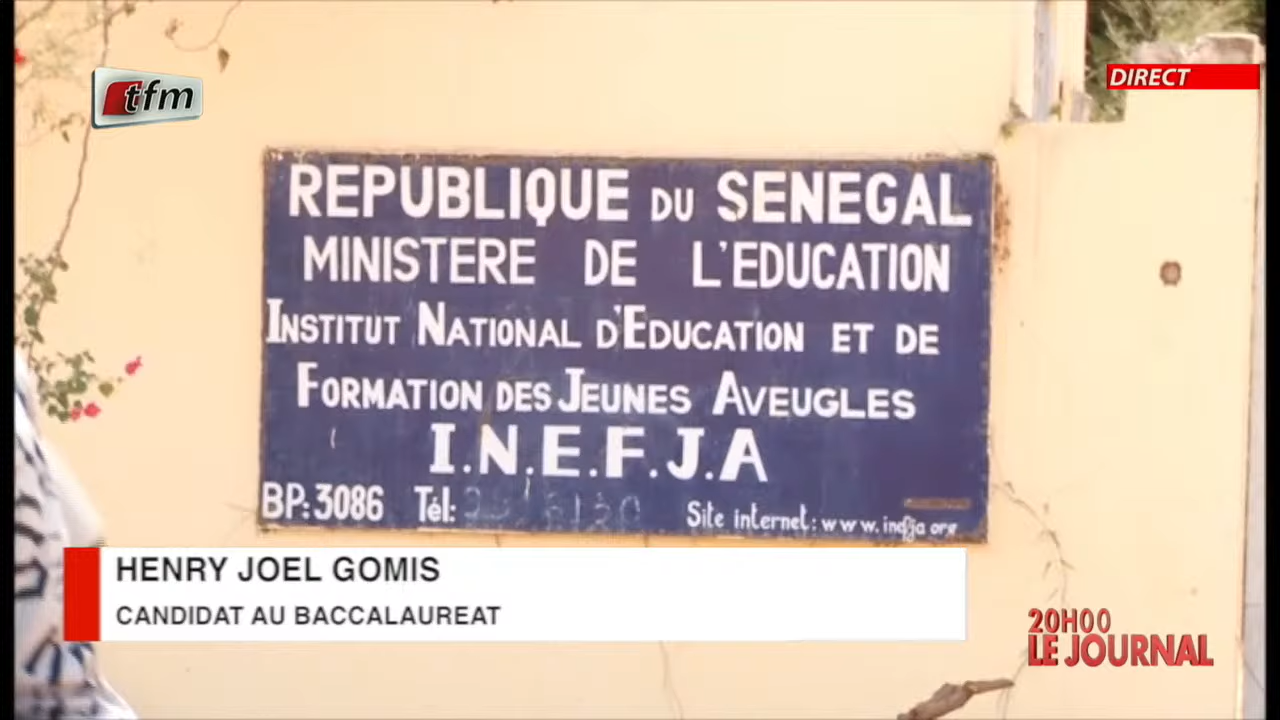 tfm
DIRECT
REPUBLIQUE DU SENEGAL
MINISTERE DE L'EDUCATION
INSTITUT NATIONAL D'EDUCATION ET DE
FORMATION DES JEUNES AVEUGLES
I.N.E.F.J.A
BP: 3086 Tél:
Site internet: www.inefja org
HENRY JOEL GOMIS
CANDIDAT AU BACCALAUREAT
20H00
LE JOURNAL